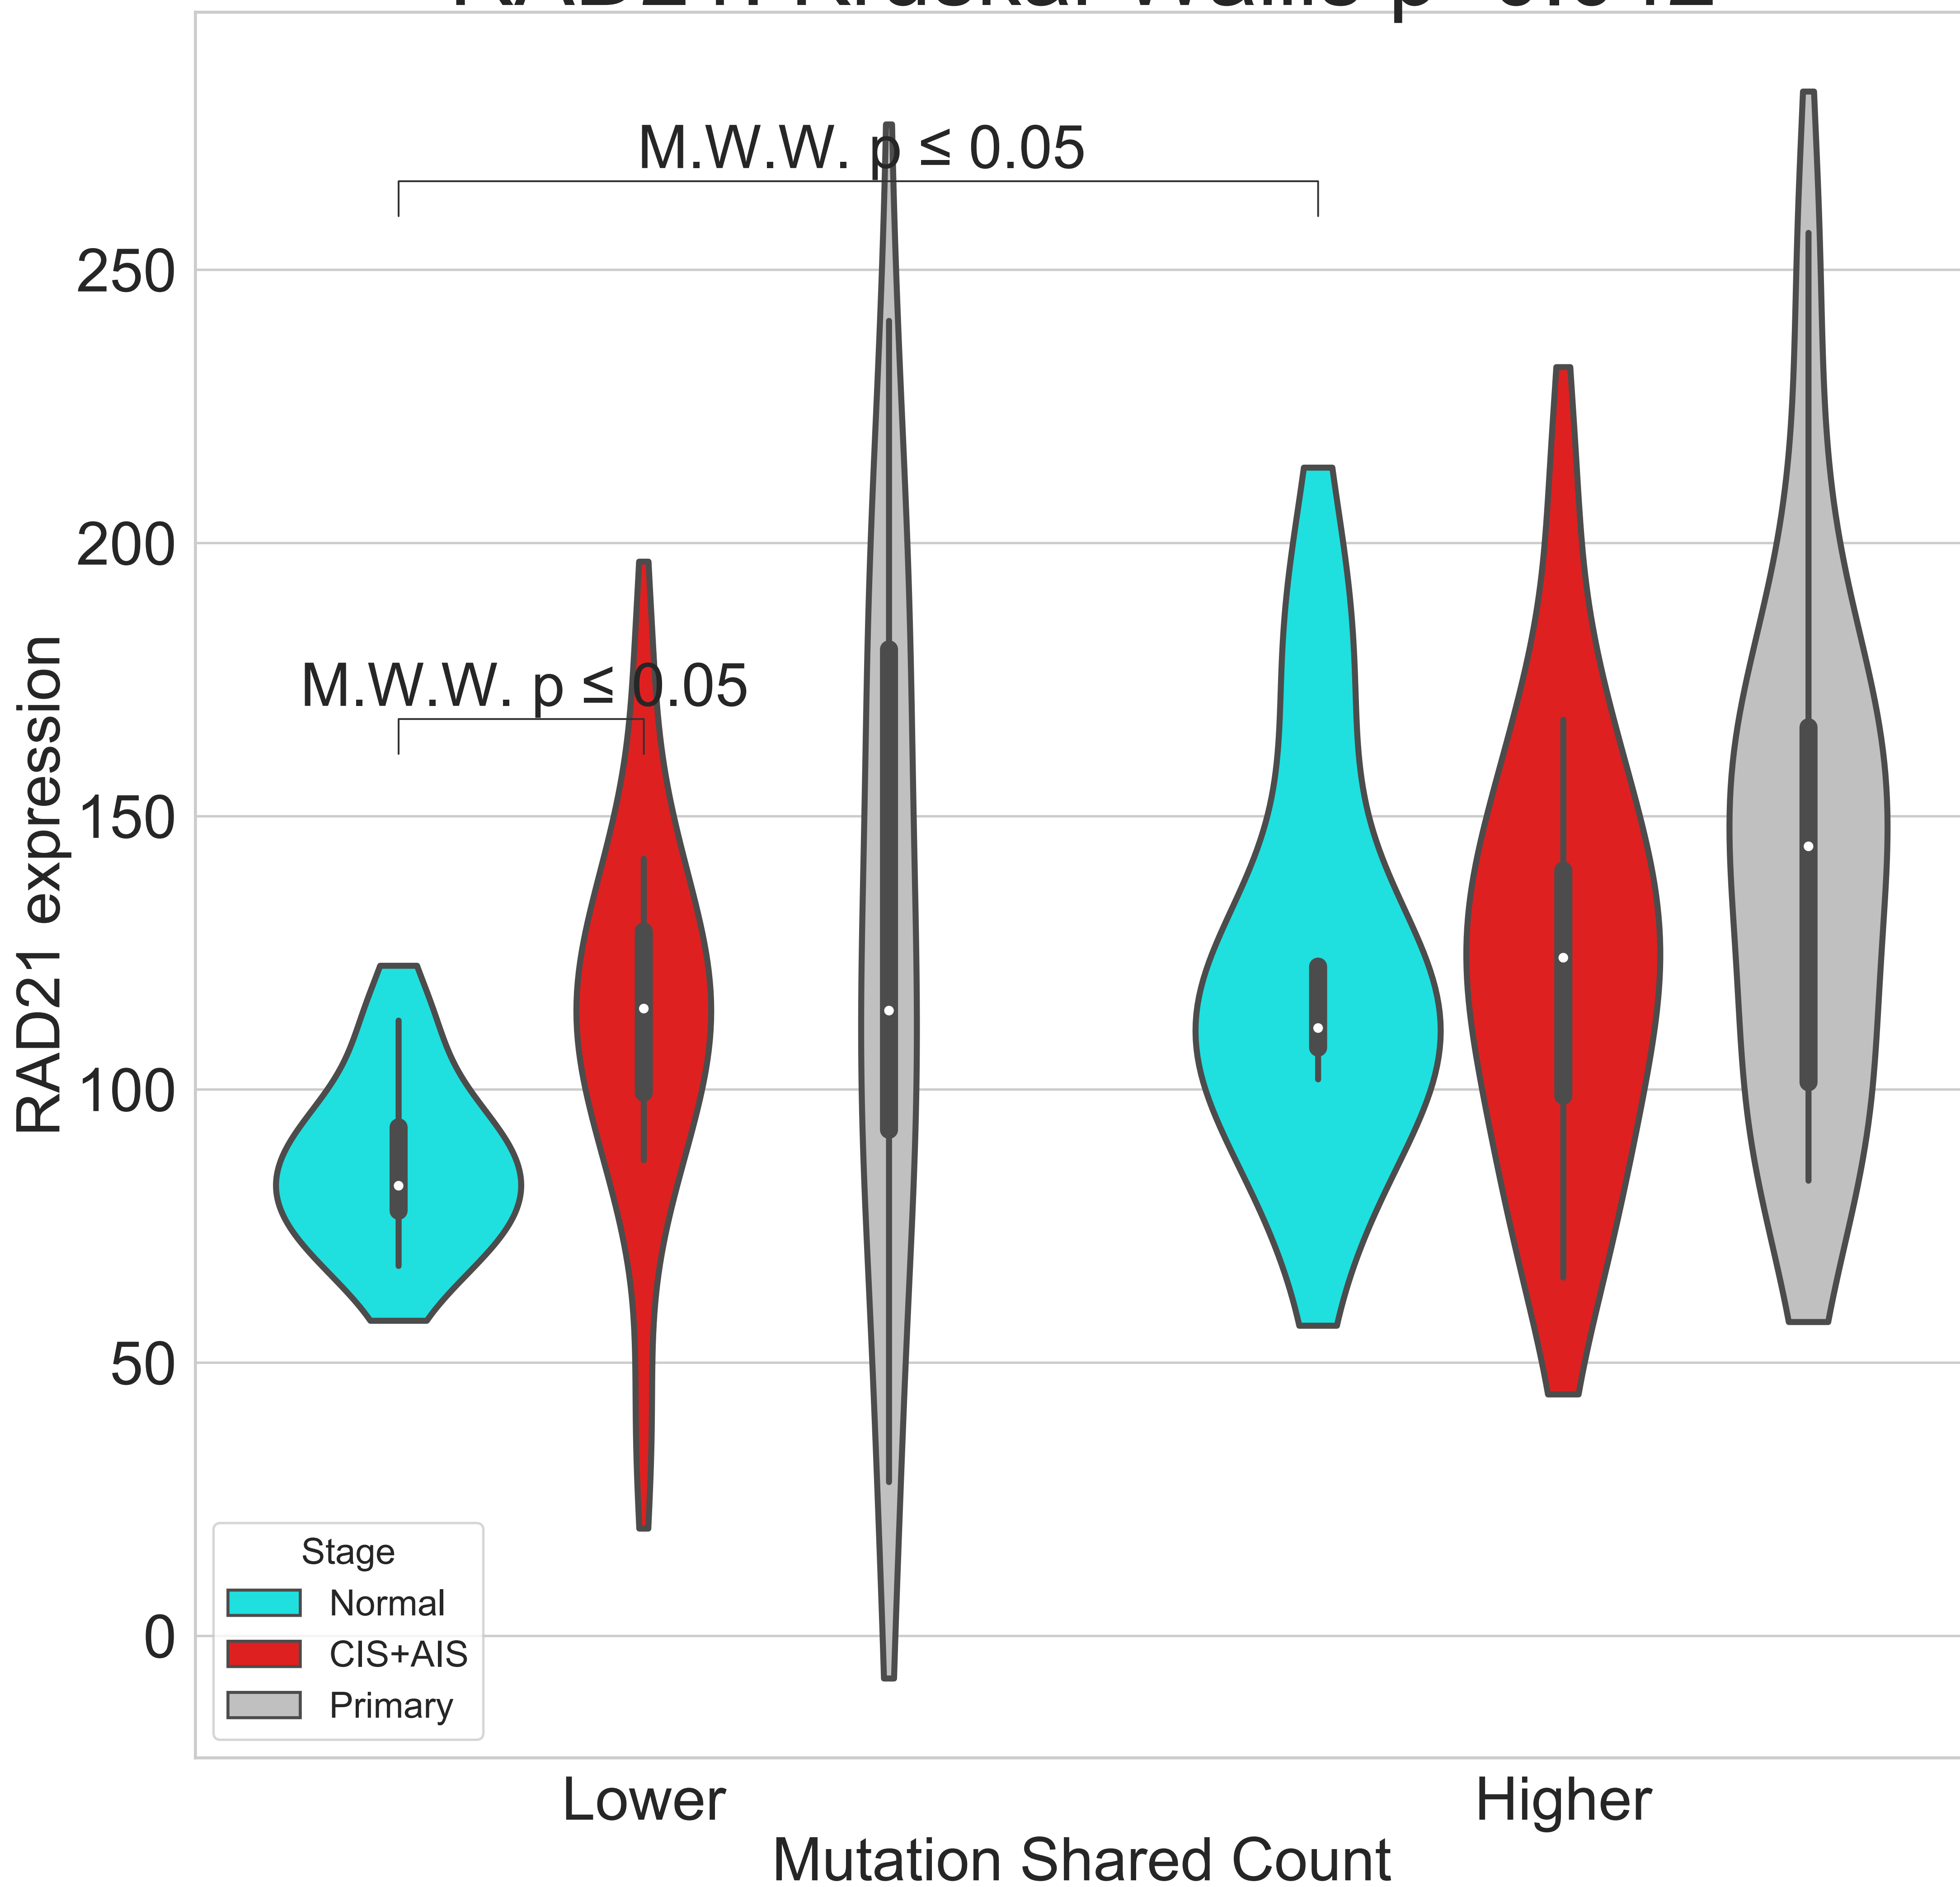 M.W.W. p ≤ 0.05
250
200
M.W.W. p ≤ 0.05
150
100
50
0
RAD21 expression
Stage
Normal
CIS+AIS
Primary
Lower
Higher
Mutation Shared Count